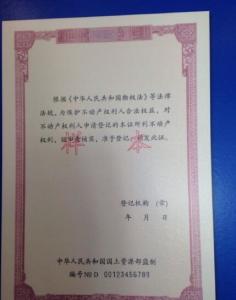 根据《中华人民共和国物权法》等法律
法规，为保护不动产权利人合法权益，对
不动产权利人申请登记的本证所列不动产
权利，经审查核实，准予登记，颁发此证。
样本
登记机构（章）
年 月 日
中华人民共和国国土资源部监制
编号 NO D 00123456789